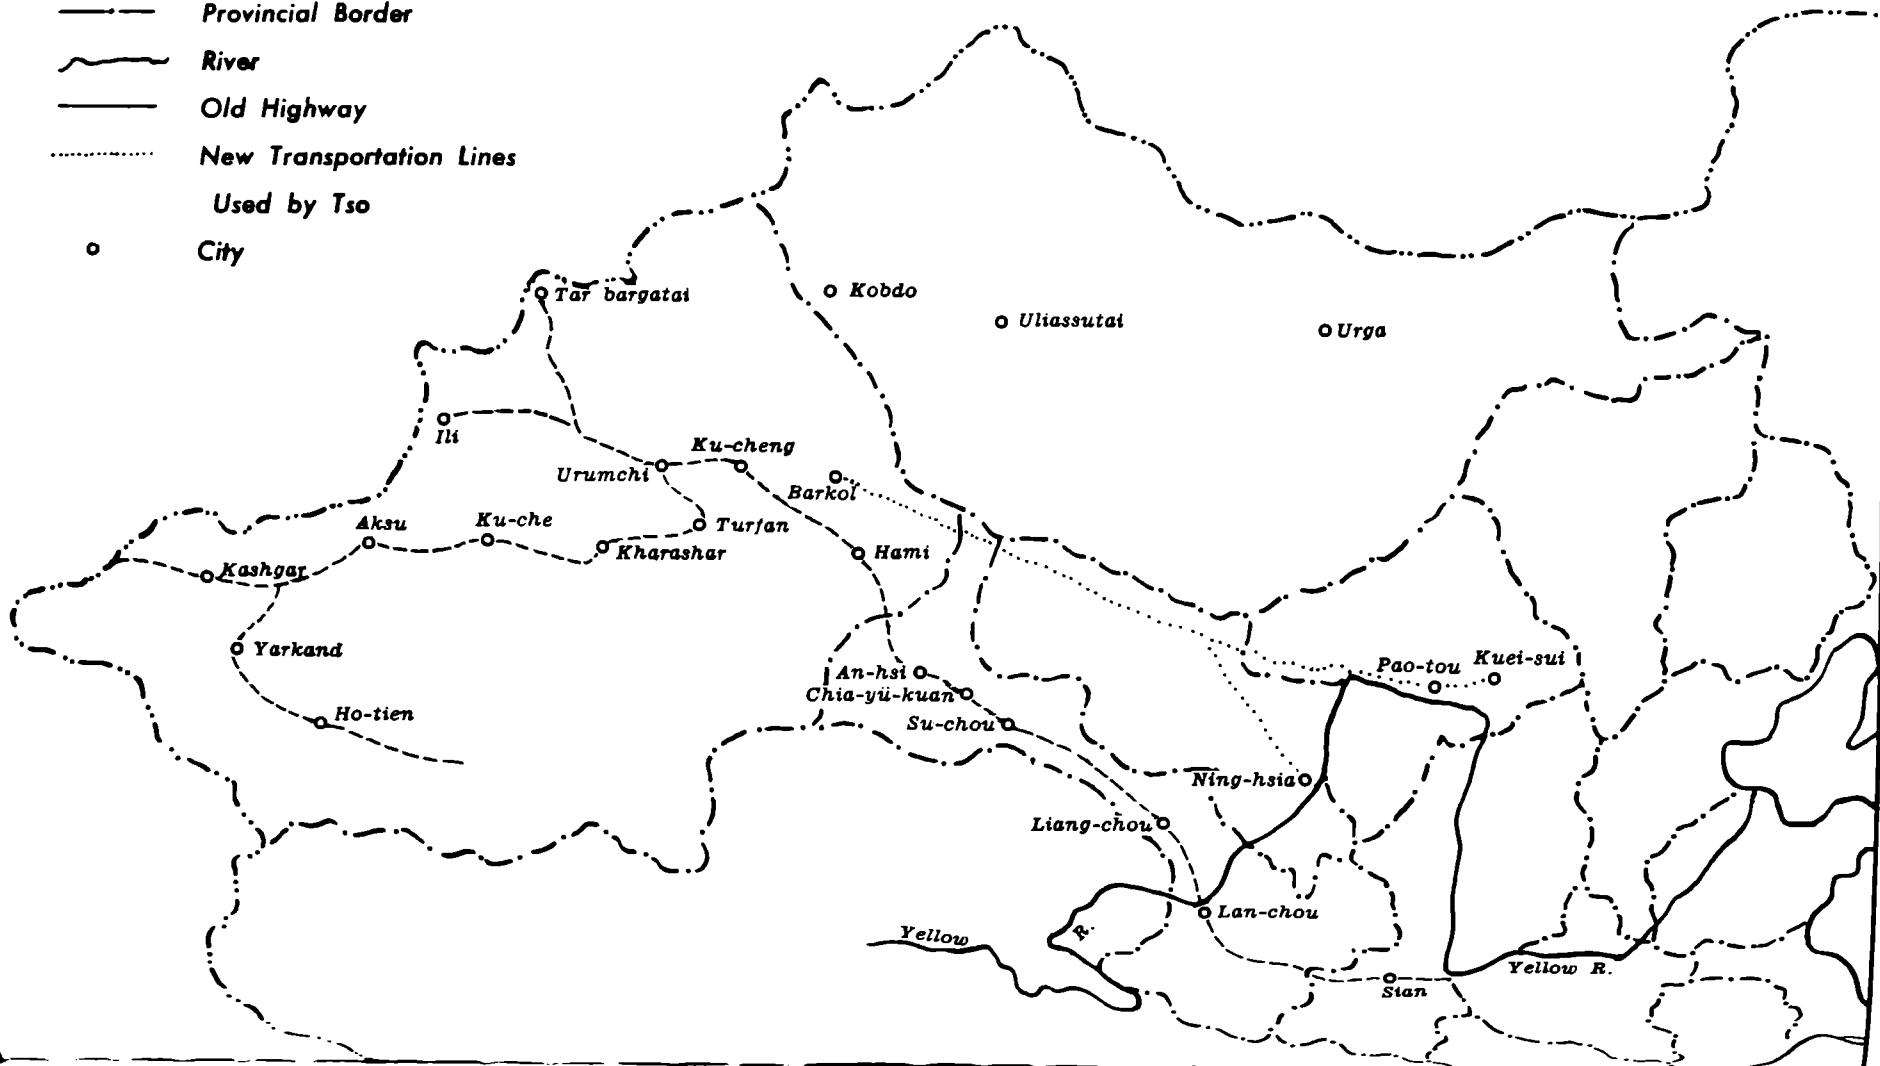 Provincial Border
River
Old Highway
New Transportation Lines
Used by Tso
City
Tar bargatai
Kobdo
Uliassutai
Urga
Ili
Ku-cheng
Urumchi
Barkol
Aksu
Ku-che
Turfan
Kharashar
Hami
Kashgar
Yarkand
An-hsi
Pao-tou
Kuei-sui
Chia-yü-kuan
Ho-tien
Su-chou
Ning-hsia
Liang-chou
Lan-chou
Yellow
R.
Yellow R.
Sian